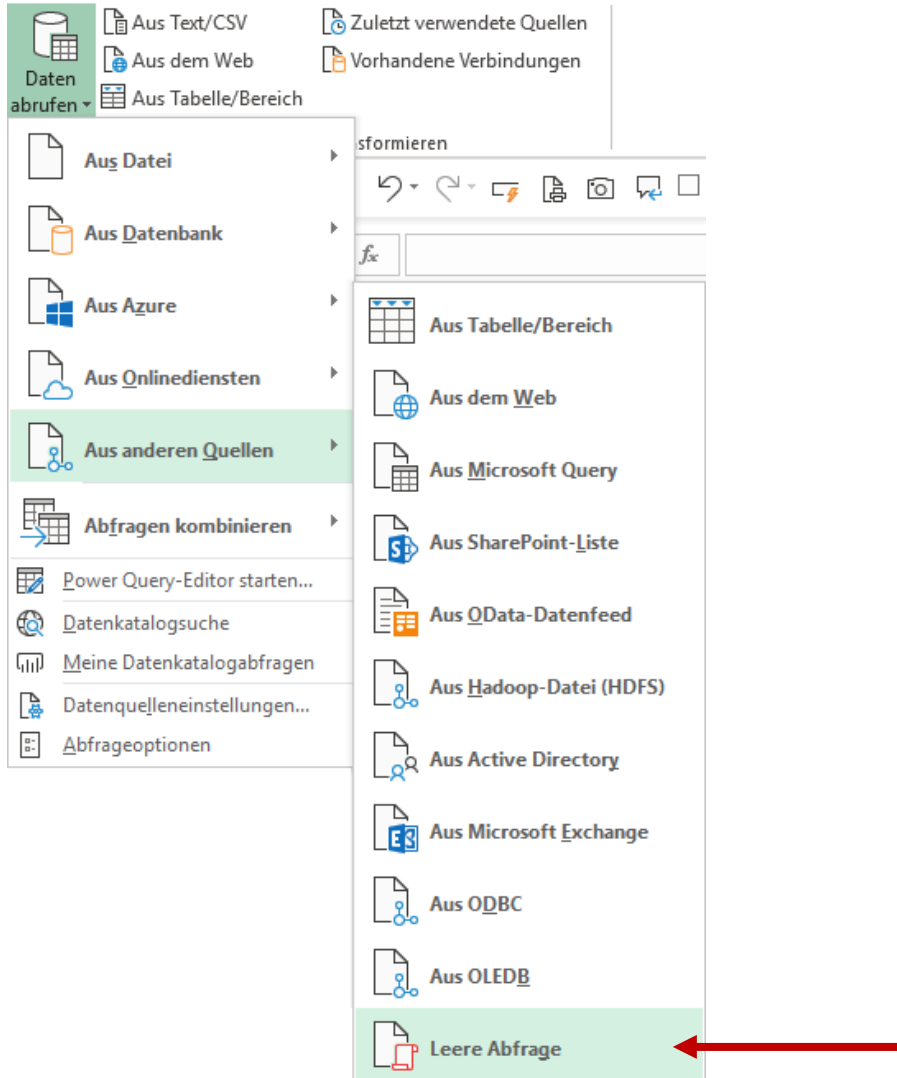 Aus Text/CSV
Zuletzt verwendete Quellen
Aus dem Web
Vorhandene Verbindungen
Daten
abrufen
Aus Tabelle/Bereich
sformieren
Aus Datei
Aus Datenbank
fx
Aus Azure
Aus Onlinediensten
Aus anderen Quellen
Abfragen kombinieren
Power Query-Editor starten...
Datenkatalogsuche
Meine Datenkatalogabfragen
Datenquelleneinstellungen...
Abfrageoptionen
Aus Tabelle/Bereich
Aus dem Web
Aus Microsoft Query
Aus SharePoint-Liste
Aus OData-Datenfeed
Aus Hadoop-Datei (HDFS)
Aus Active Directory
Aus Microsoft Exchange
Aus ODBC
Aus OLEDB
Leere Abfrage